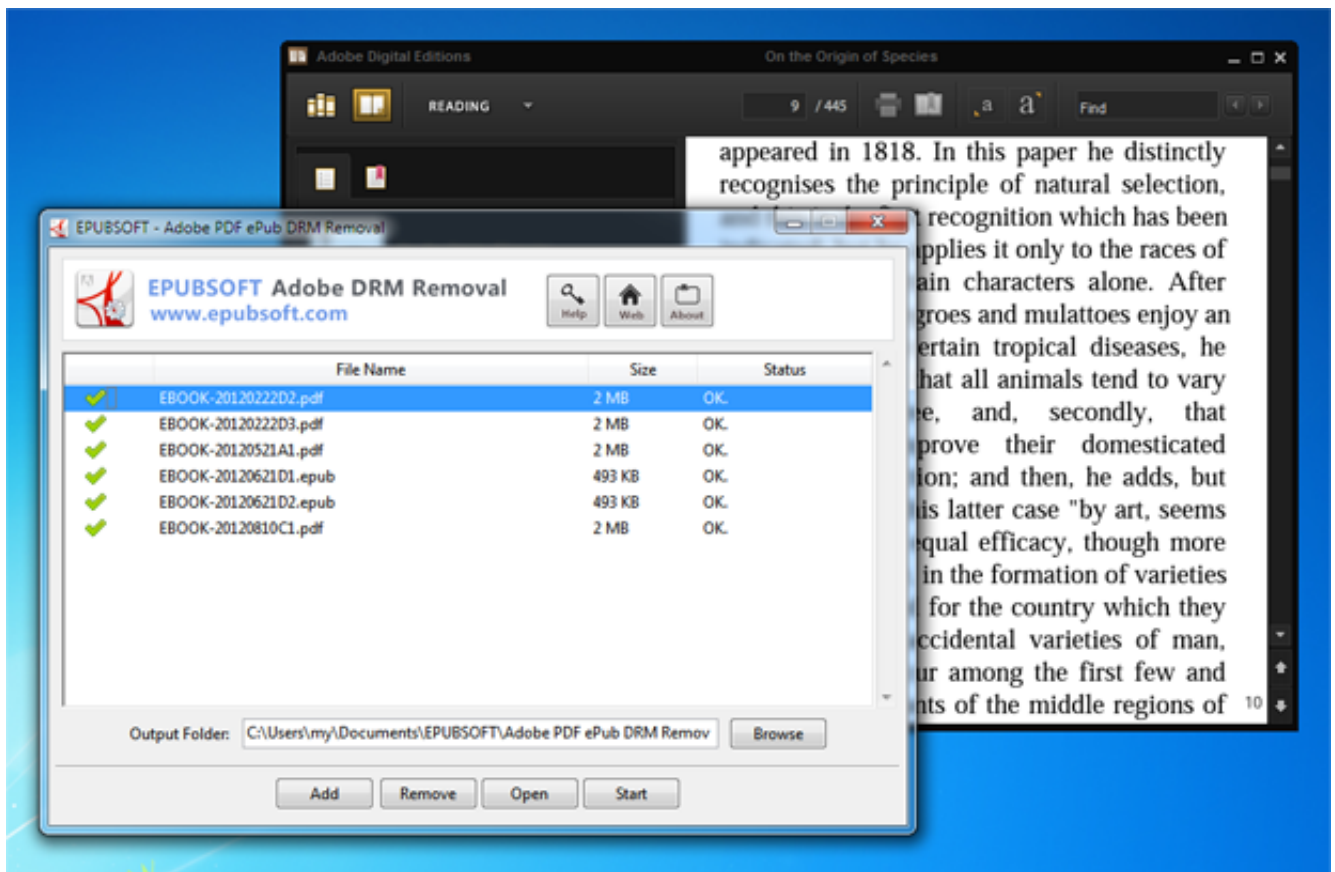 Adobe Digital Editions
On the Origin of Species
READING
9 / 445
a
a
Find
appeared in 1818. In this paper he distinctly
recognises the principle of natural selection,
recognition which has been
applies it only to the races of
characters alone. After
groes and mulattoes enjoy an
ertain tropical diseases, he
hat all animals tend to vary
e, and, secondly, that
prove their domesticated
ion; and then, he adds, but
is latter case "by art, seems
equal efficacy, though more
in the formation of varieties
for the country which they
ccidental varieties of man,
ur among the first few and
nts of the middle regions of
10
EPUBSOFT - Adobe PDF ePub DRM Removal
EPUBSOFT Adobe DRM Removal
www.epubsoft.com
Help
Web
About
File Name Size Status
EBOOK-20120222D2.pdf 2 MB OK.
EBOOK-20120222D3.pdf 2 MB OK.
EBOOK-20120521A1.pdf 2 MB OK.
EBOOK-20120621D1.epub 493 KB OK.
EBOOK-20120621D2.epub 493 KB OK.
EBOOK-20120810C1.pdf 2 MB OK.
Output Folder: C:\Users\my\Documents\EPUBSOFT\Adobe PDF ePub DRM Remov Browse
Add Remove Open Start